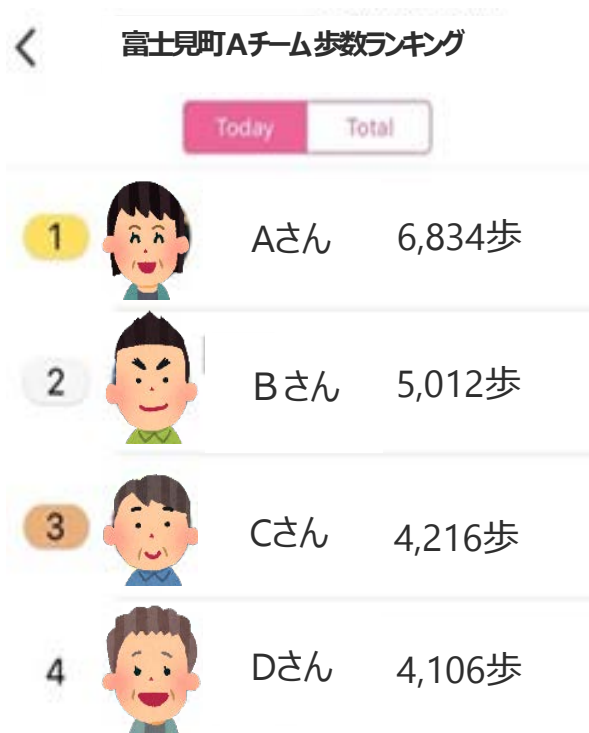 富士見町Aチーム歩数ランキング
Today Total
1 Aさん 6,834歩
2 Bさん 5,012歩
3 Cさん 4,216歩
4 Dさん 4,106歩